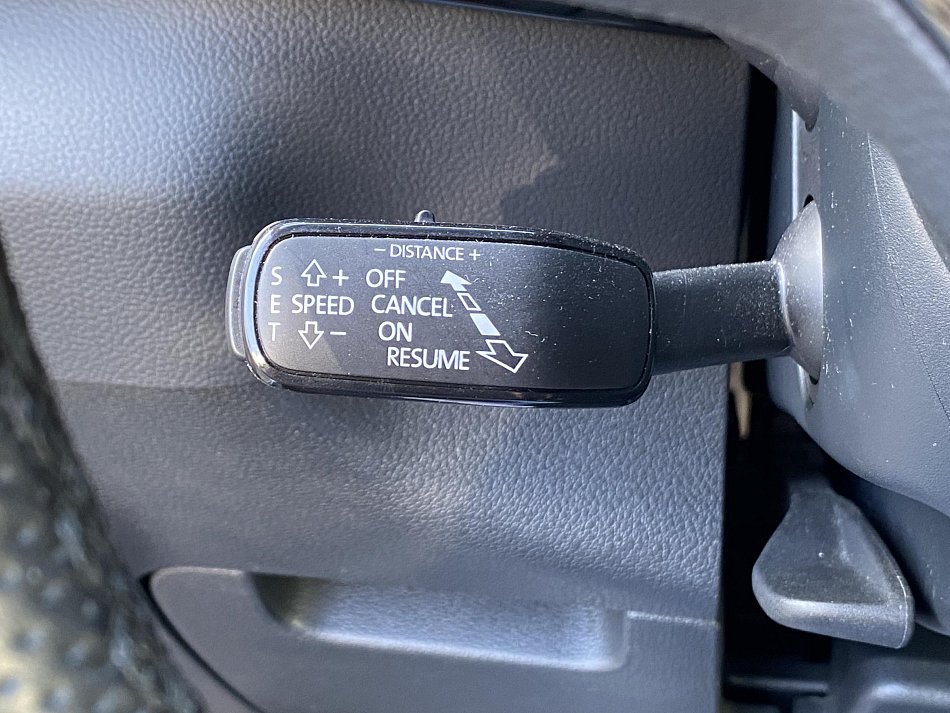 − DISTANCE +
S + OFF
E SPEED CANCEL
T − ON
RESUME